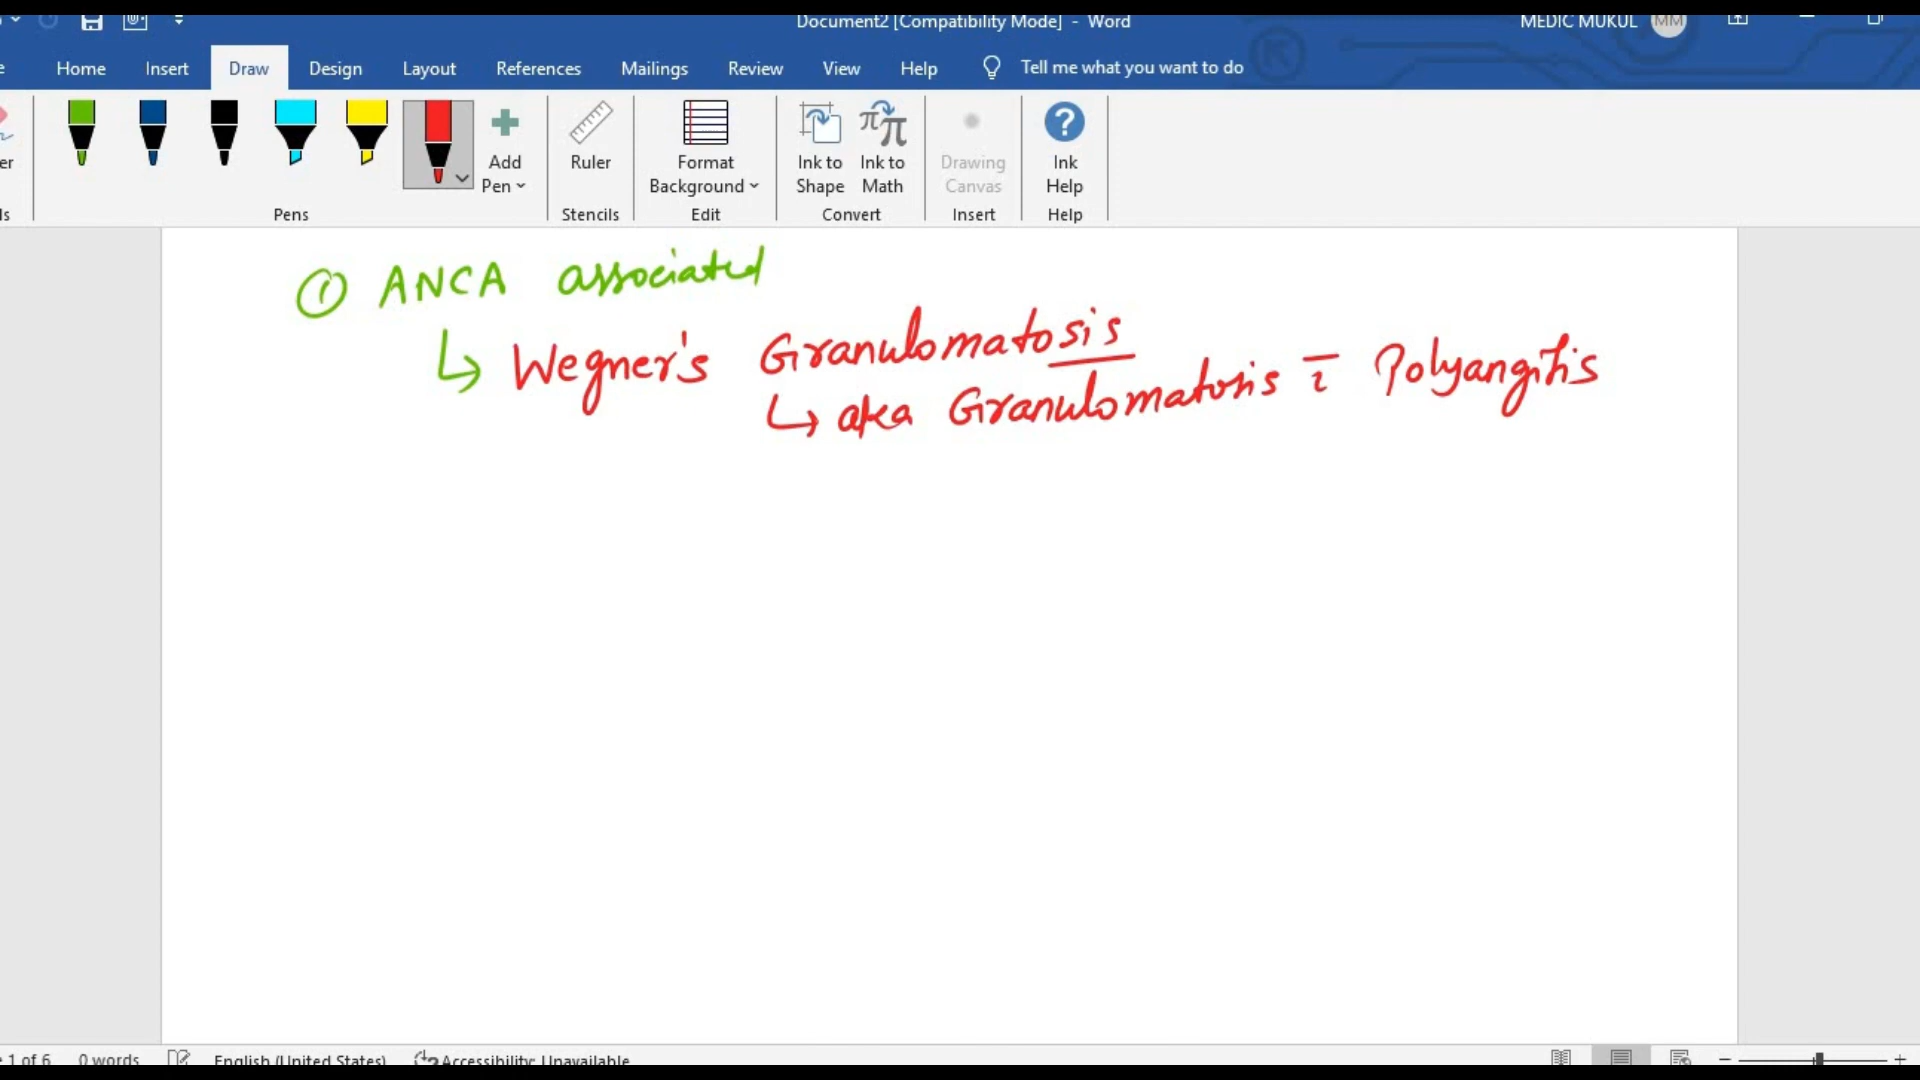 Document2 [Compatibility Mode] - Word
MEDIC MUKUL MM
Home Insert Draw Design Layout References Mailings Review View Help Tell me what you want to do
Add Pen
Ruler
Format Background
Ink to Shape
Ink to Math
Drawing Canvas
Ink Help
Pens Stencils Edit Convert Insert Help
① ANCA associated
↳ Wegner's Granulomatosis
↳ aka Granulomatosis c̅ Polyangitis
1 of 6 0 words English (United States) Accessibility: Unavailable